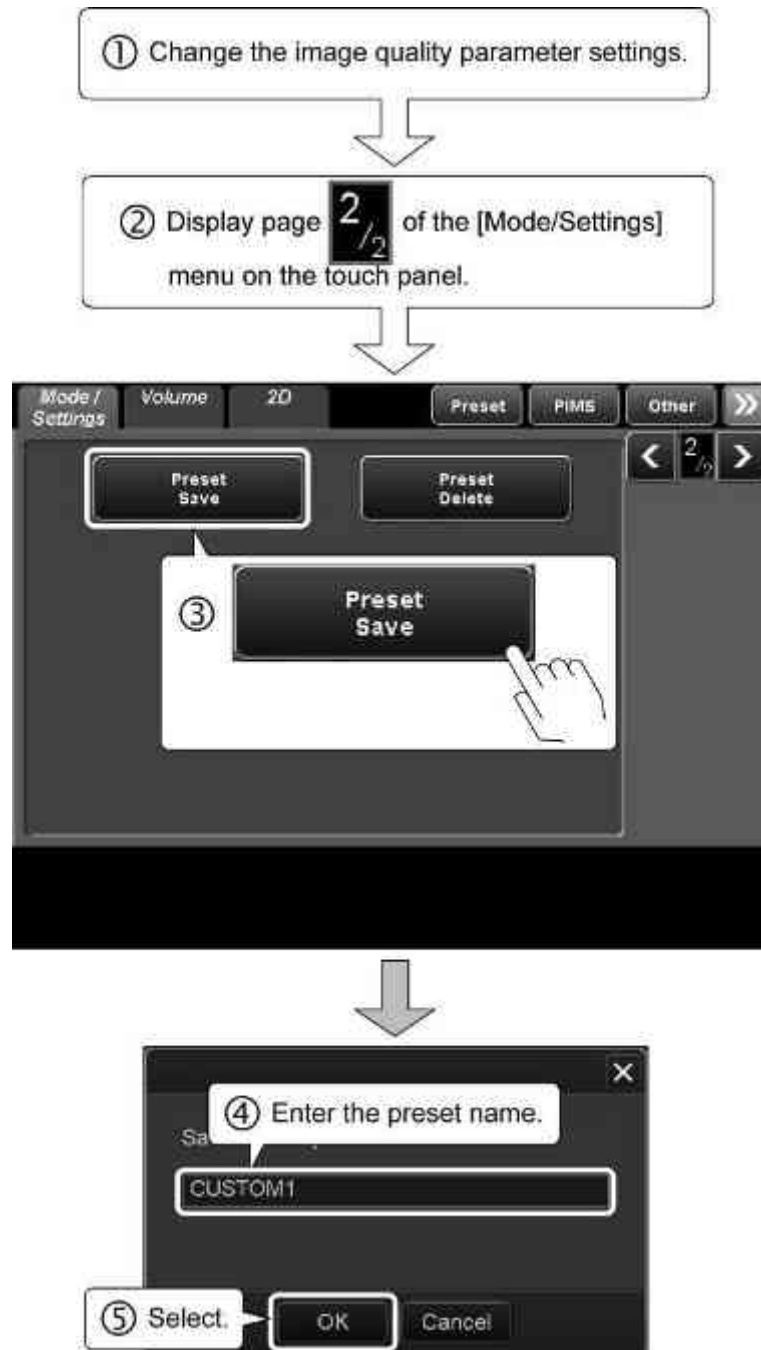 ① Change the image quality parameter settings.
② Display page 2/2 of the [Mode/Settings]
menu on the touch panel.
Mode / Settings Volume 2D Preset PIMS Other »
< 2/2 >
Preset Save Preset Delete
③ Preset
Save
④ Enter the preset name.
CUSTOM1
⑤ Select. OK Cancel